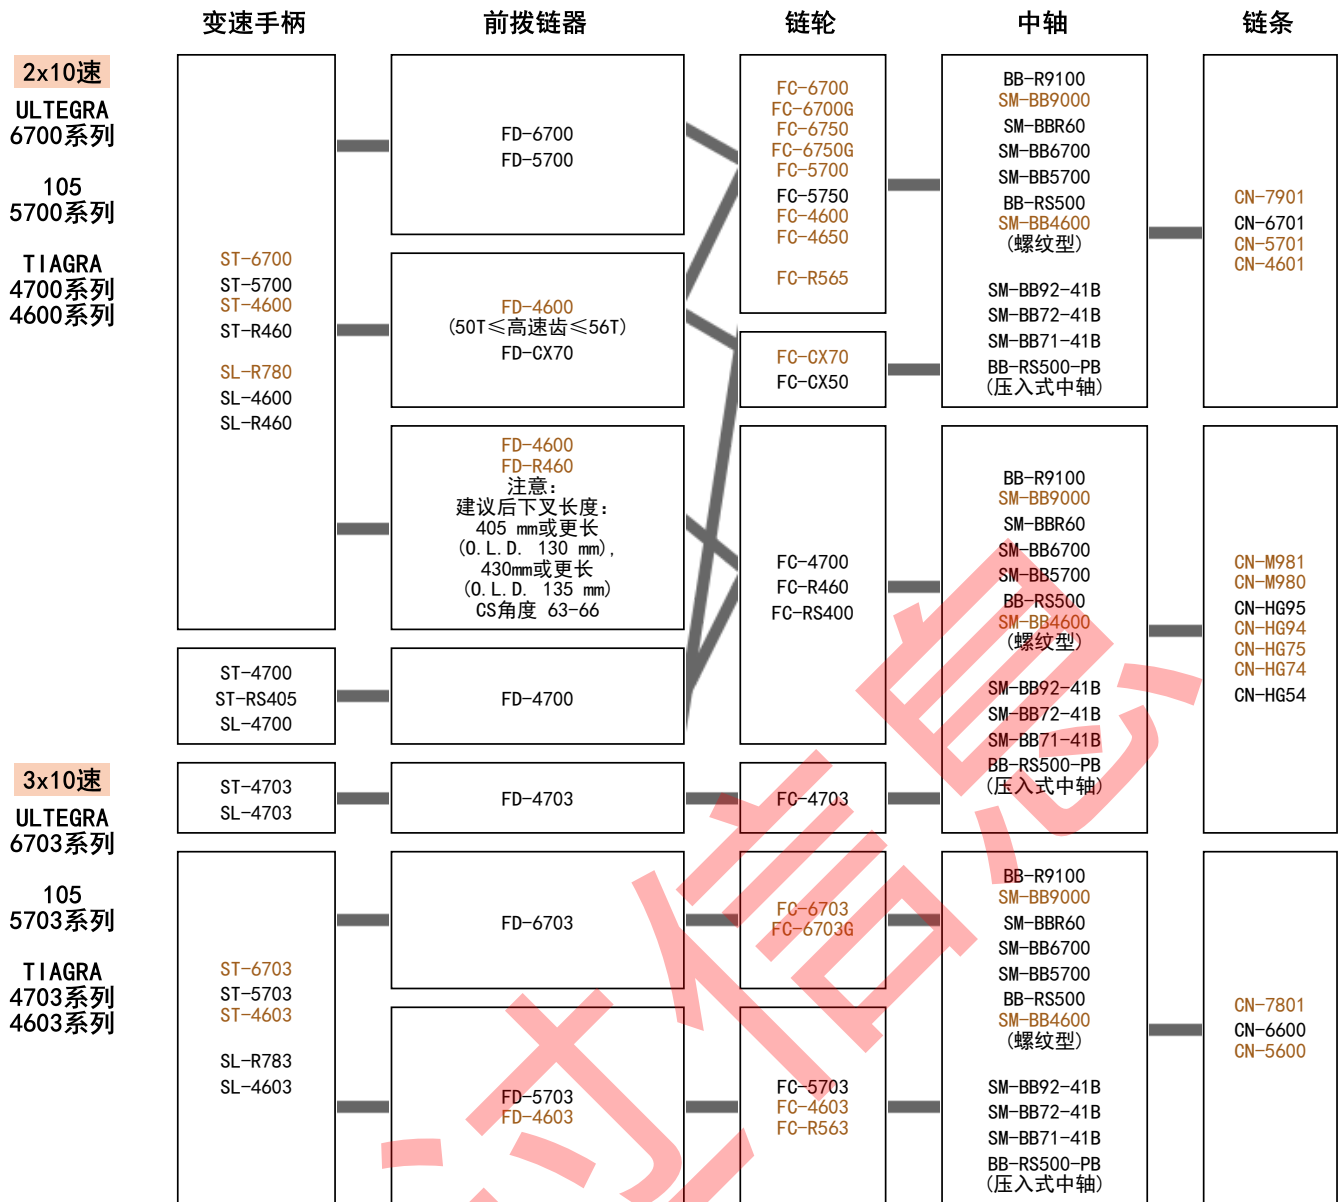 变速手柄
前拨链器
链轮
中轴
链条
2x10速
ULTEGRA
6700系列
105
5700系列
TIAGRA
4700系列
4600系列
ST-6700
ST-5700
ST-4600
ST-R460
SL-R780
SL-4600
SL-R460
FD-6700
FD-5700
FD-4600
(50T≤高速齿≤56T)
FD-CX70
FD-4600
FD-R460
注意:
建议后下叉长度:
405 mm或更长
(O.L.D. 130 mm),
430mm或更长
(O.L.D. 135 mm)
CS角度 63-66
FC-6700
FC-6700G
FC-6750
FC-6750G
FC-5700
FC-5750
FC-4600
FC-4650
FC-R565
FC-CX70
FC-CX50
BB-R9100
SM-BB9000
SM-BBR60
SM-BB6700
SM-BB5700
BB-RS500
SM-BB4600
(螺纹型)
SM-BB92-41B
SM-BB72-41B
SM-BB71-41B
BB-RS500-PB
(压入式中轴)
CN-7901
CN-6701
CN-5701
CN-4601
ST-4700
ST-RS405
SL-4700
FD-4700
FC-4700
FC-R460
FC-RS400
BB-R9100
SM-BB9000
SM-BBR60
SM-BB6700
SM-BB5700
BB-RS500
SM-BB4600
(螺纹型)
SM-BB92-41B
SM-BB72-41B
SM-BB71-41B
BB-RS500-PB
(压入式中轴)
CN-M981
CN-M980
CN-HG95
CN-HG94
CN-HG75
CN-HG74
CN-HG54
3x10速
ULTEGRA
6703系列
105
5703系列
TIAGRA
4703系列
4603系列
ST-4703
SL-4703
FD-4703
FC-4703
ST-6703
ST-5703
ST-4603
SL-R783
SL-4603
FD-6703
FC-6703
FC-6703G
FD-5703
FD-4603
FC-5703
FC-4603
FC-R563
BB-R9100
SM-BB9000
SM-BBR60
SM-BB6700
SM-BB5700
BB-RS500
SM-BB4600
(螺纹型)
SM-BB92-41B
SM-BB72-41B
SM-BB71-41B
BB-RS500-PB
(压入式中轴)
CN-7801
CN-6600
CN-5600
信息